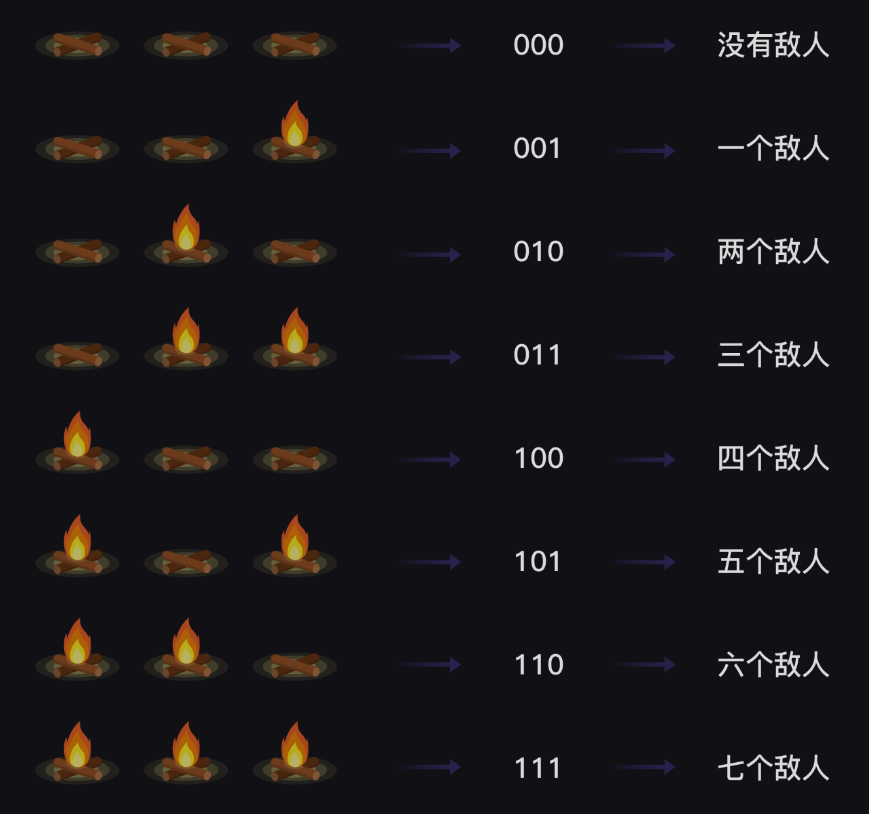 000 没有敌人
001 一个敌人
010 两个敌人
011 三个敌人
100 四个敌人
101 五个敌人
110 六个敌人
111 七个敌人